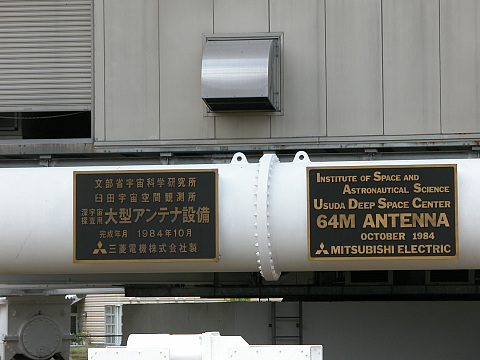 文部省宇宙科学研究所
臼田宇宙空間観測所
深宇宙探査用大型アンテナ設備
完成年月 1984年10月
三菱電機株式会社製
INSTITUTE OF SPACE AND
ASTRONAUTICAL SCIENCE
USUDA DEEP SPACE CENTER
64M ANTENNA
OCTOBER 1984
MITSUBISHI ELECTRIC